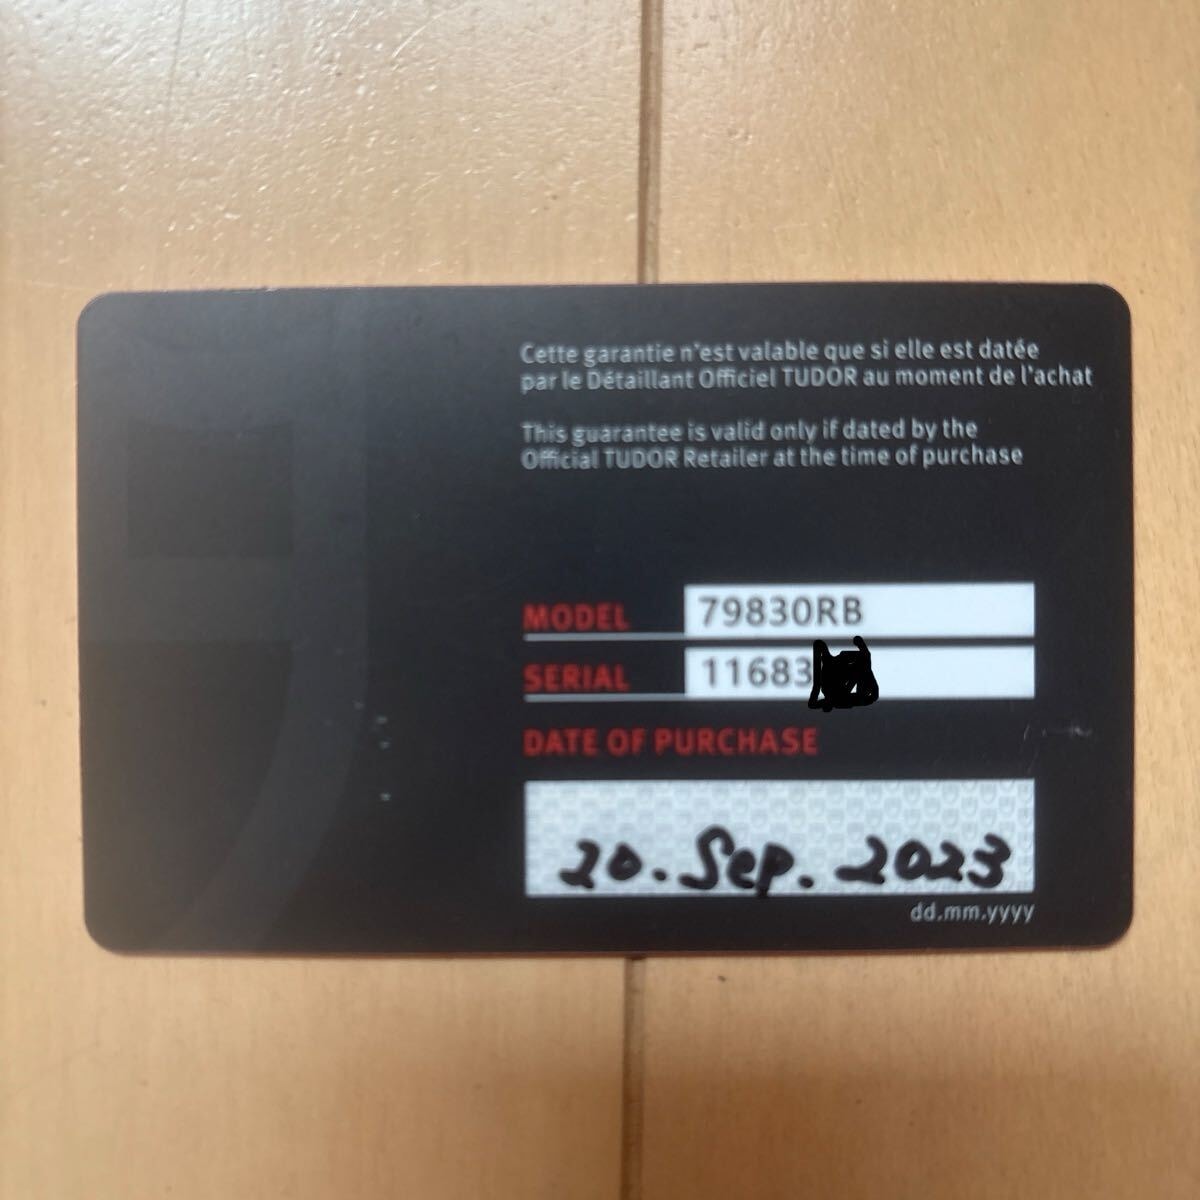 Cette garantie n'est valable que si elle est datée
par le Détaillant Officiel TUDOR au moment de l'achat
This guarantee is valid only if dated by the
Official TUDOR Retailer at the time of purchase
MODEL 79830RB
SERIAL 11683
DATE OF PURCHASE
20. Sep. 2023
dd.mm.yyyy